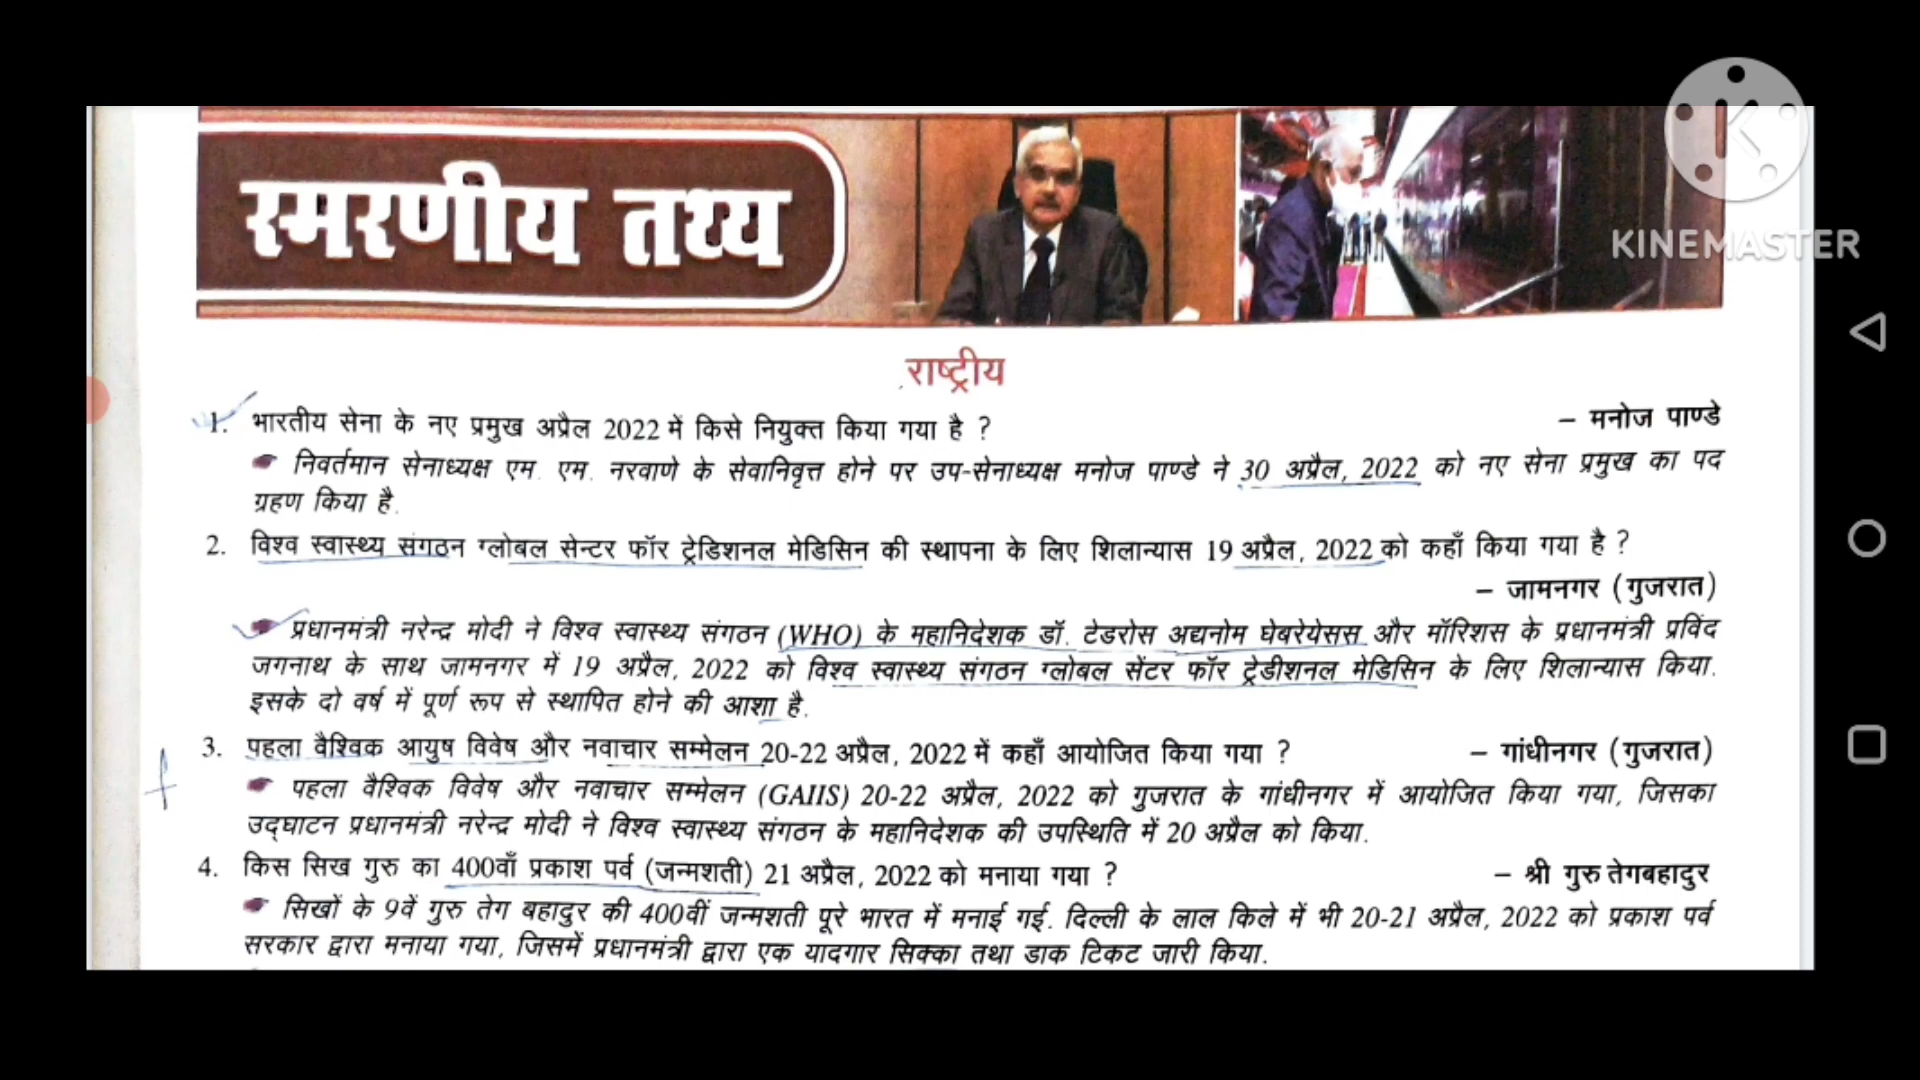 स्मरणीय तथ्य
KINEMASTER
राष्ट्रीय
1. भारतीय सेना के नए प्रमुख अप्रैल 2022 में किसे नियुक्त किया गया है ? – मनोज पाण्डे
निवर्तमान सेनाध्यक्ष एम. एम. नरवाणे के सेवानिवृत्त होने पर उप-सेनाध्यक्ष मनोज पाण्डे ने 30 अप्रैल, 2022 को नए सेना प्रमुख का पद
ग्रहण किया है.
2. विश्व स्वास्थ्य संगठन ग्लोबल सेन्टर फॉर ट्रेडिशनल मेडिसिन की स्थापना के लिए शिलान्यास 19 अप्रैल, 2022 को कहाँ किया गया है ?
– जामनगर (गुजरात)
प्रधानमंत्री नरेन्द्र मोदी ने विश्व स्वास्थ्य संगठन (WHO) के महानिदेशक डॉ. टेडरोस अद्यनोम घेबरेयेसस और मॉरिशस के प्रधानमंत्री प्रविंद
जगनाथ के साथ जामनगर में 19 अप्रैल, 2022 को विश्व स्वास्थ्य संगठन ग्लोबल सेंटर फॉर ट्रेडीशनल मेडिसिन के लिए शिलान्यास किया.
इसके दो वर्ष में पूर्ण रूप से स्थापित होने की आशा है.
3. पहला वैश्विक आयुष विवेष और नवाचार सम्मेलन 20-22 अप्रैल, 2022 में कहाँ आयोजित किया गया ? – गांधीनगर (गुजरात)
पहला वैश्विक विवेष और नवाचार सम्मेलन (GAIIS) 20-22 अप्रैल, 2022 को गुजरात के गांधीनगर में आयोजित किया गया, जिसका
उद्घाटन प्रधानमंत्री नरेन्द्र मोदी ने विश्व स्वास्थ्य संगठन के महानिदेशक की उपस्थिति में 20 अप्रैल को किया.
4. किस सिख गुरु का 400वाँ प्रकाश पर्व (जन्मशती) 21 अप्रैल, 2022 को मनाया गया ? – श्री गुरु तेगबहादुर
सिखों के 9वें गुरु तेग बहादुर की 400वीं जन्मशती पूरे भारत में मनाई गई. दिल्ली के लाल किले में भी 20-21 अप्रैल, 2022 को प्रकाश पर्व
सरकार द्वारा मनाया गया, जिसमें प्रधानमंत्री द्वारा एक यादगार सिक्का तथा डाक टिकट जारी किया.